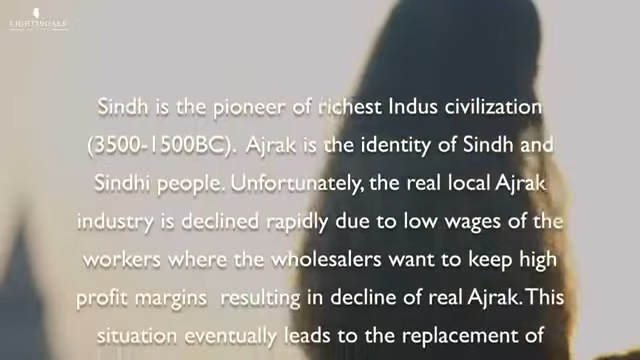 NIGHTINGALE
Sindh is the pioneer of richest Indus civilization
(3500-1500BC). Ajrak is the identity of Sindh and
Sindhi people. Unfortunately, the real local Ajrak
industry is declined rapidly due to low wages of the
workers where the wholesalers want to keep high
profit margins resulting in decline of real Ajrak. This
situation eventually leads to the replacement of